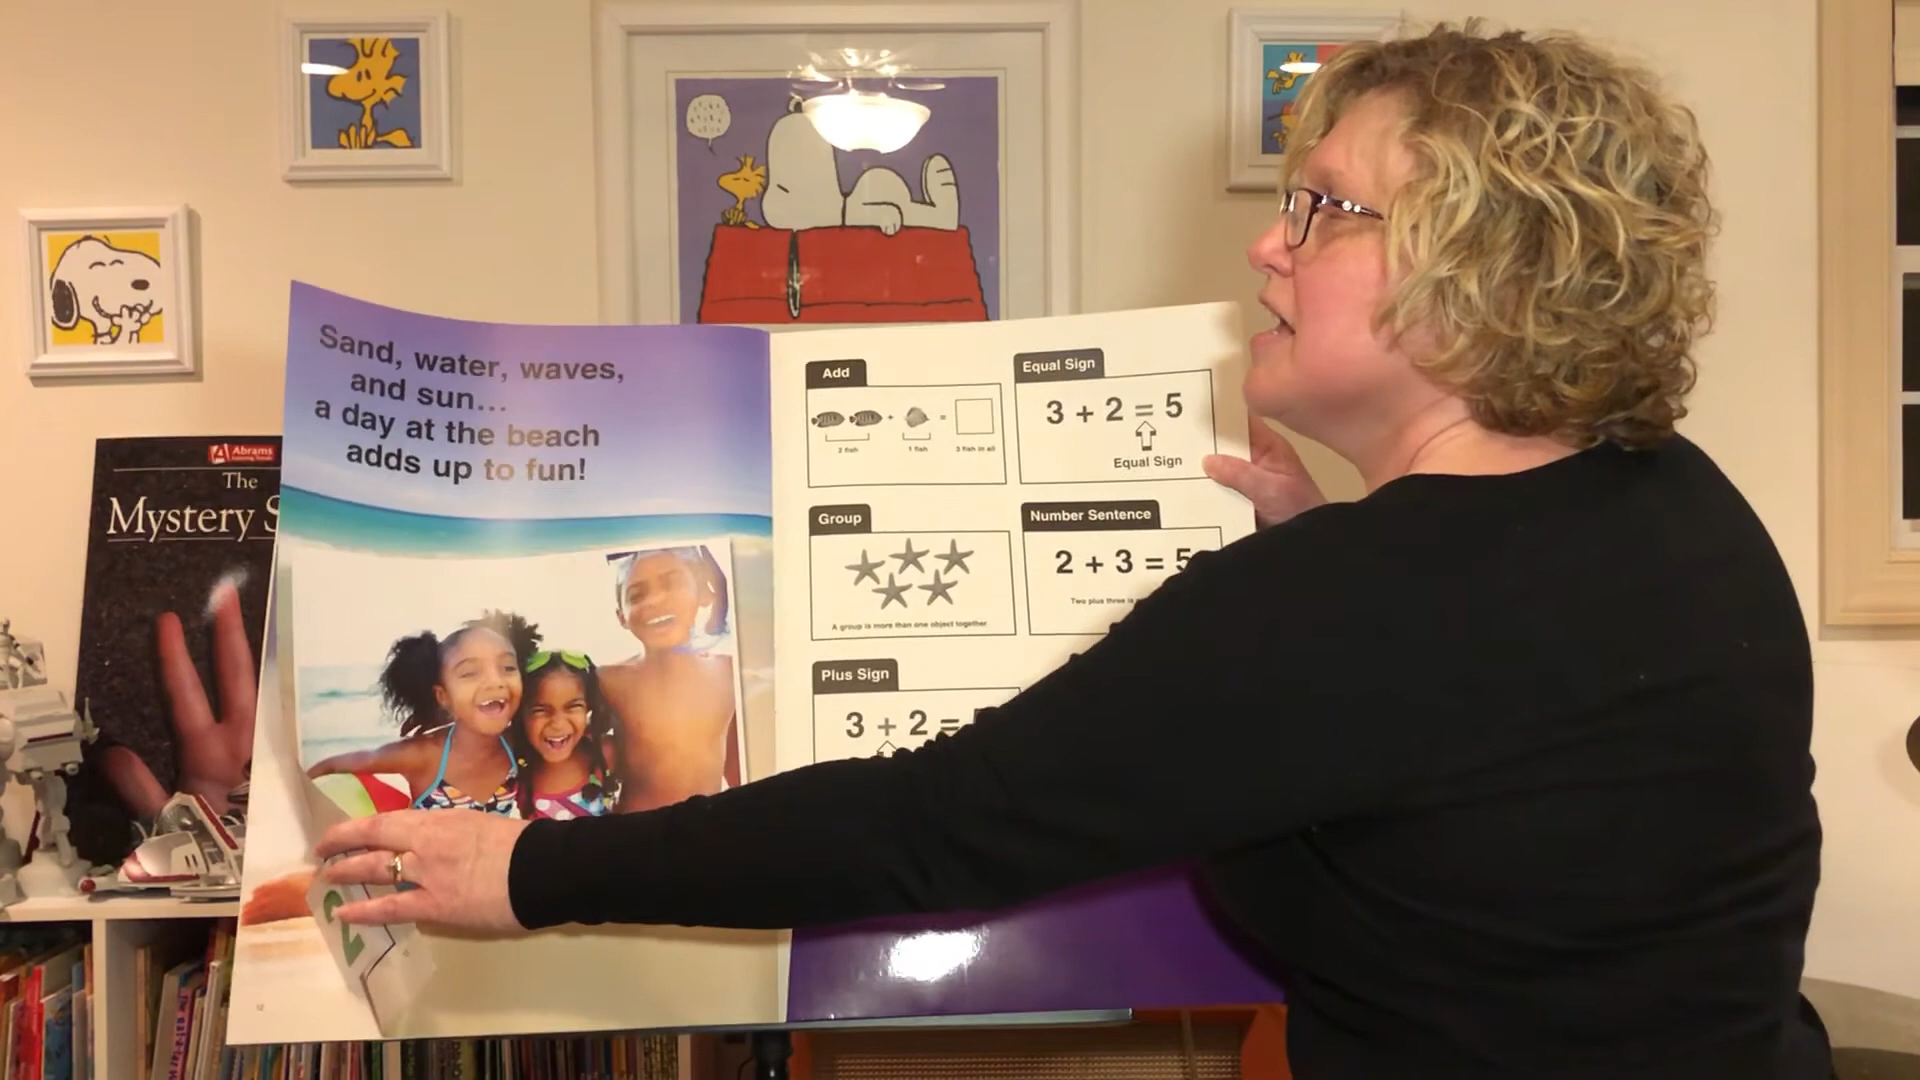 Sand, water, waves,
and sun...
a day at the beach
adds up to fun!
Abrams
The
Mystery
2
12
Add
+ =
2 fish 1 fish 3 fish in all
Equal Sign
3 + 2 = 5
Equal Sign
Group
A group is more than one object together
Number Sentence
2 + 3 = 5
Two plus three is
Plus Sign
3 + 2 =